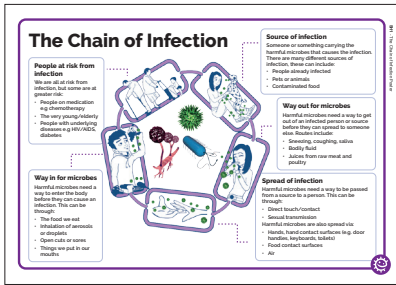 The Chain of Infection
People at risk from
infection
We are all at risk from
infection, but some are at
greater risk:
• People on medication
e.g chemotherapy
• The very young/elderly
• People with underlying
diseases e.g HIV/AIDS,
diabetes
Way in for microbes
Harmful microbes need a
way to enter the body
before they can cause an
infection. This can be
through:
• The food we eat
• Inhalation of aerosols
or droplets
• Open cuts or sores
• Things we put in our
mouths
Source of infection
Someone or something carrying the
harmful microbes that causes the infection.
There are many different sources of
infection, these can include:
• People already infected
• Pets or animals
• Contaminated food
Way out for microbes
Harmful microbes need a way to get
out of an infected person or source
before they can spread to someone
else. Routes include:
• Sneezing, coughing, saliva
• Bodily fluid
• Juices from raw meat and
poultry
Spread of infection
Harmful microbes need a way to be passed
from a source to a person. This can be
through:
• Direct touch/contact
• Sexual transmission
Harmful microbes are also spread via:
• Hands, hand contact surfaces (e.g. door
handles, keyboards, toilets)
• Food contact surfaces
• Air
The Chain of Infection Poster